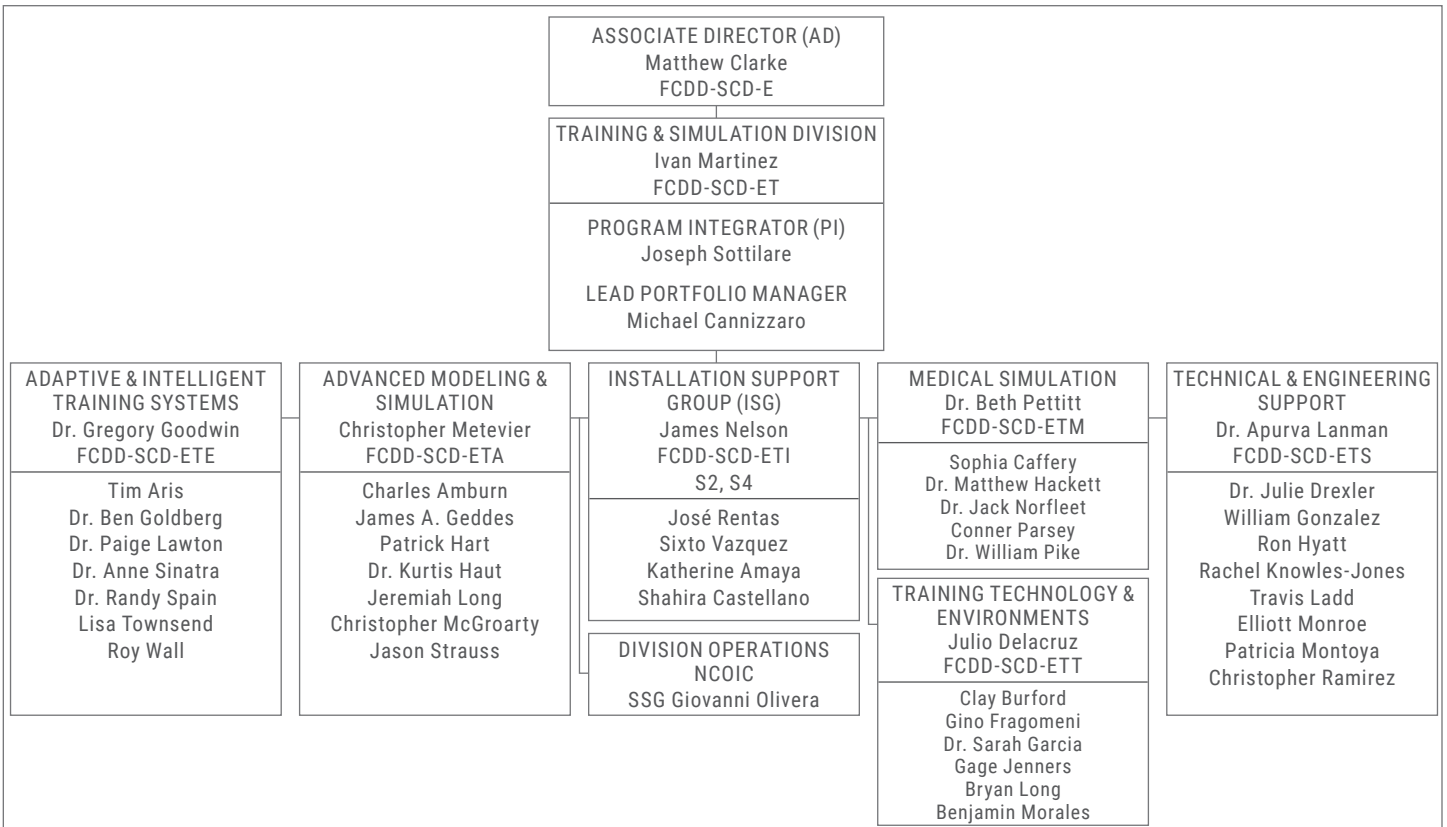 ASSOCIATE DIRECTOR (AD)
Matthew Clarke
FCDD-SCD-E
TRAINING & SIMULATION DIVISION
Ivan Martinez
FCDD-SCD-ET
PROGRAM INTEGRATOR (PI)
Joseph Sottilare
LEAD PORTFOLIO MANAGER
Michael Cannizzaro
ADAPTIVE & INTELLIGENT
TRAINING SYSTEMS
Dr. Gregory Goodwin
FCDD-SCD-ETE
Tim Aris
Dr. Ben Goldberg
Dr. Paige Lawton
Dr. Anne Sinatra
Dr. Randy Spain
Lisa Townsend
Roy Wall
ADVANCED MODELING &
SIMULATION
Christopher Metevier
FCDD-SCD-ETA
Charles Amburn
James A. Geddes
Patrick Hart
Dr. Kurtis Haut
Jeremiah Long
Christopher McGroarty
Jason Strauss
INSTALLATION SUPPORT
GROUP (ISG)
James Nelson
FCDD-SCD-ETI
S2, S4
José Rentas
Sixto Vazquez
Katherine Amaya
Shahira Castellano
DIVISION OPERATIONS
NCOIC
SSG Giovanni Olivera
MEDICAL SIMULATION
Dr. Beth Pettitt
FCDD-SCD-ETM
Sophia Caffery
Dr. Matthew Hackett
Dr. Jack Norfleet
Conner Parsey
Dr. William Pike
TRAINING TECHNOLOGY &
ENVIRONMENTS
Julio Delacruz
FCDD-SCD-ETT
Clay Burford
Gino Fragomeni
Dr. Sarah Garcia
Gage Jenners
Bryan Long
Benjamin Morales
TECHNICAL & ENGINEERING
SUPPORT
Dr. Apurva Lanman
FCDD-SCD-ETS
Dr. Julie Drexler
William Gonzalez
Ron Hyatt
Rachel Knowles-Jones
Travis Ladd
Elliott Monroe
Patricia Montoya
Christopher Ramirez